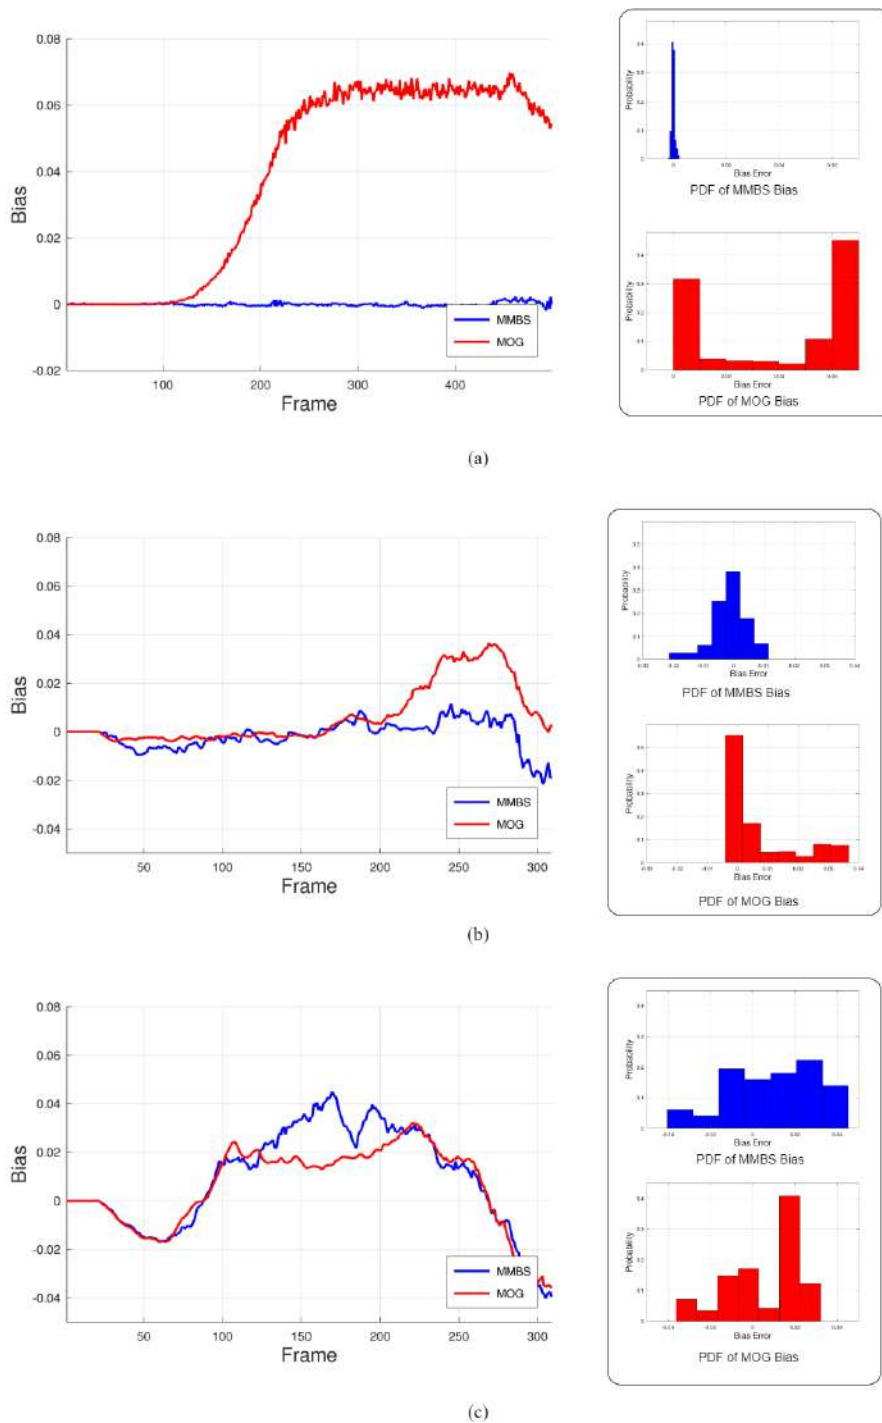 0.08
0.06
0.04
0.02
0
-0.02
Bias
100 200 300 400
Frame
MMBS
MOG
Probability
Bias Error
PDF of MMBS Bias
Probability
Bias Error
PDF of MOG Bias
(a)
0.08
0.06
0.04
0.02
0
-0.02
-0.04
Bias
50 100 150 200 250 300
Frame
MMBS
MOG
Probability
Bias Error
PDF of MMBS Bias
Probability
Bias Error
PDF of MOG Bias
(b)
0.08
0.06
0.04
0.02
0
-0.02
-0.04
Bias
50 100 150 200 250 300
Frame
MMBS
MOG
Probability
Bias Error
PDF of MMBS Bias
Probability
Bias Error
PDF of MOG Bias
(c)